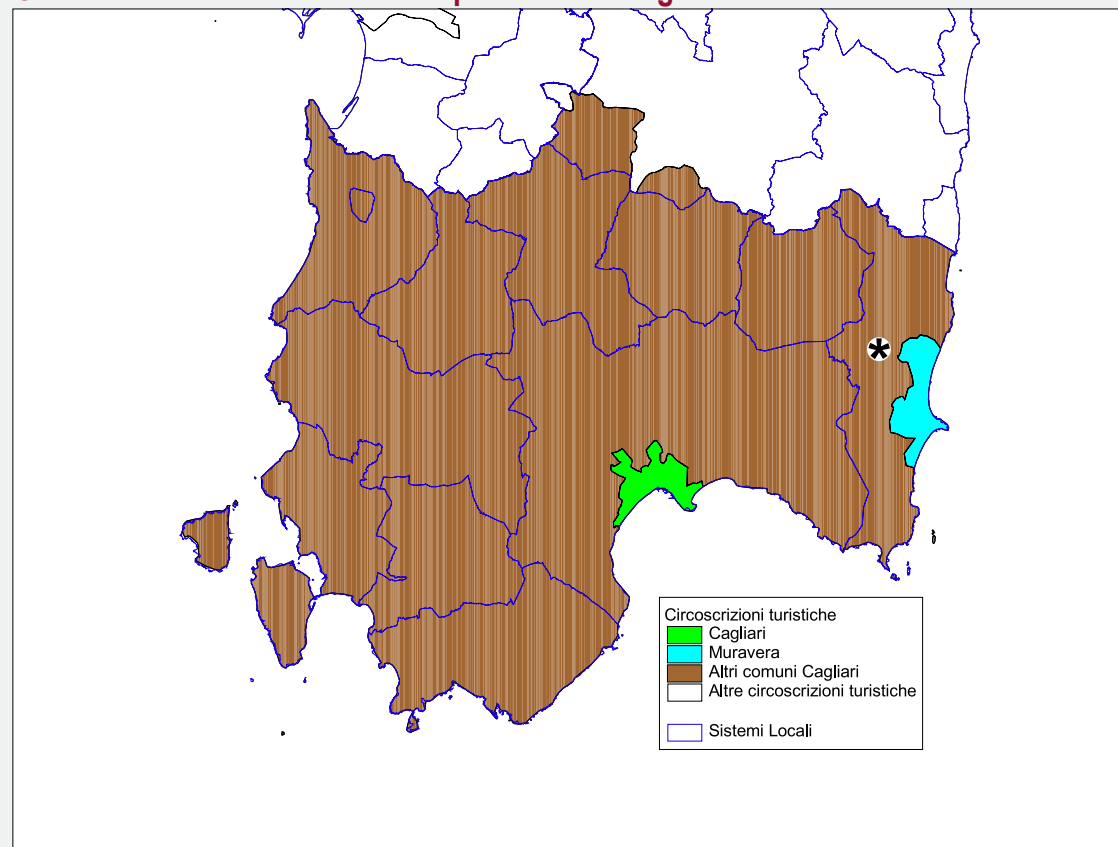 Circoscrizioni turistiche
Cagliari
Muravera
Altri comuni Cagliari
Altre circoscrizioni turistiche
Sistemi Locali